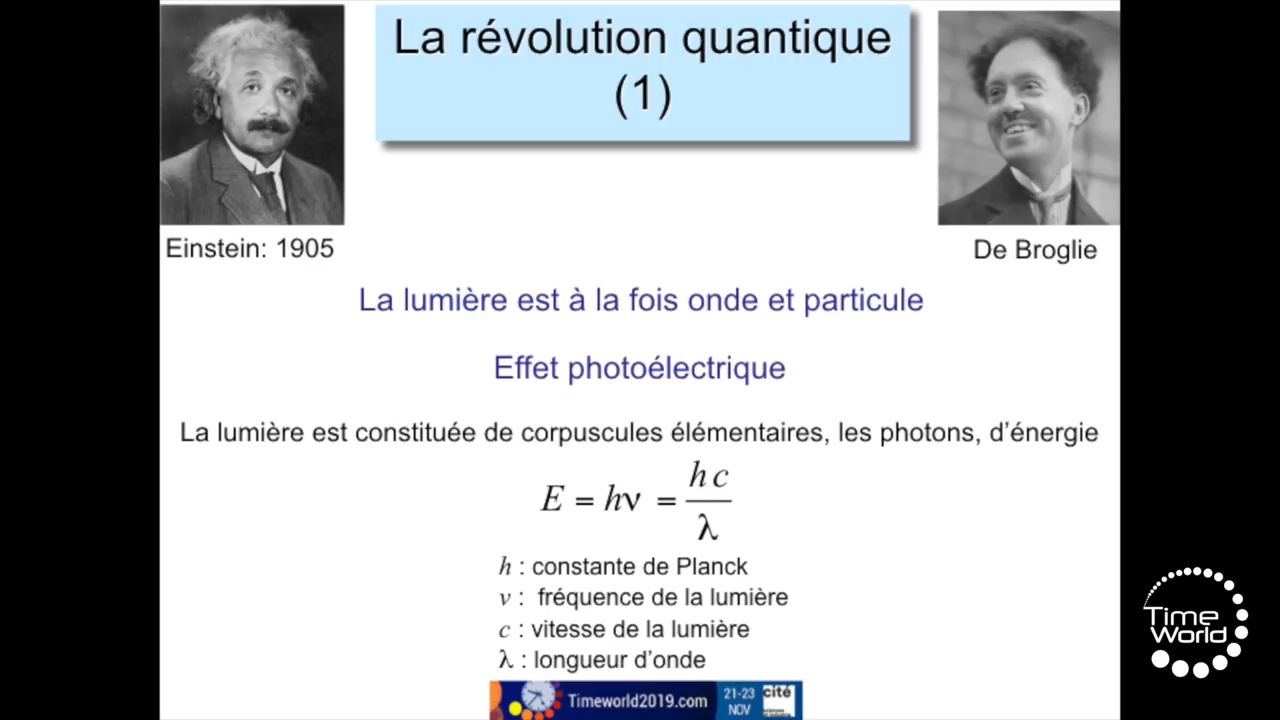 La révolution quantique
(1)
Einstein: 1905
De Broglie
La lumière est à la fois onde et particule
Effet photoélectrique
La lumière est constituée de corpuscules élémentaires, les photons, d'énergie
E = hν = hc/λ
h : constante de Planck
ν : fréquence de la lumière
c : vitesse de la lumière
λ : longueur d'onde
Timeworld2019.com
21-23
NOV
cité
Time
World